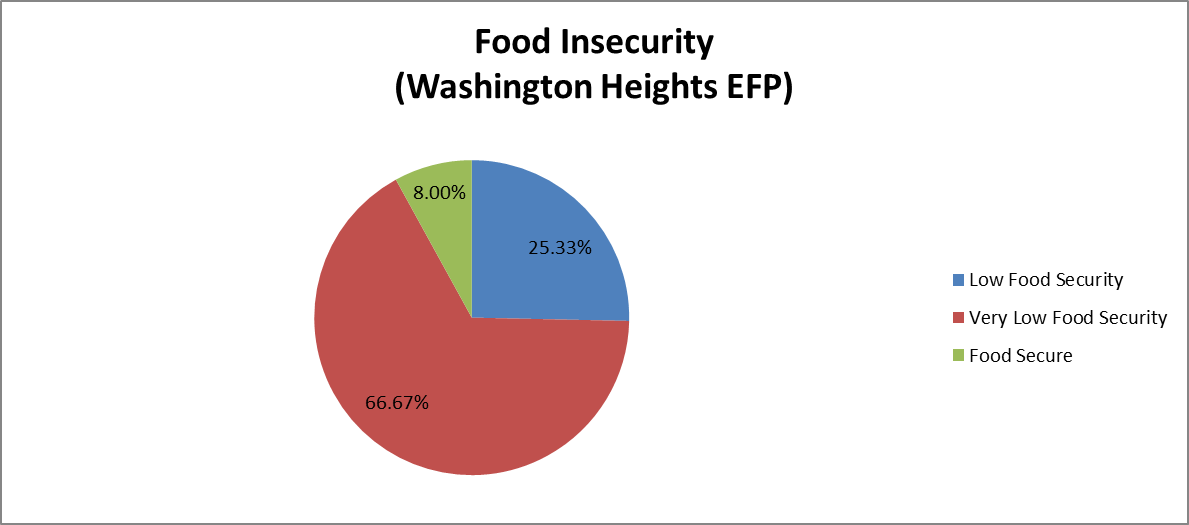 Food Insecurity
(Washington Heights EFP)
8.00%
25.33%
66.67%
Low Food Security
Very Low Food Security
Food Secure